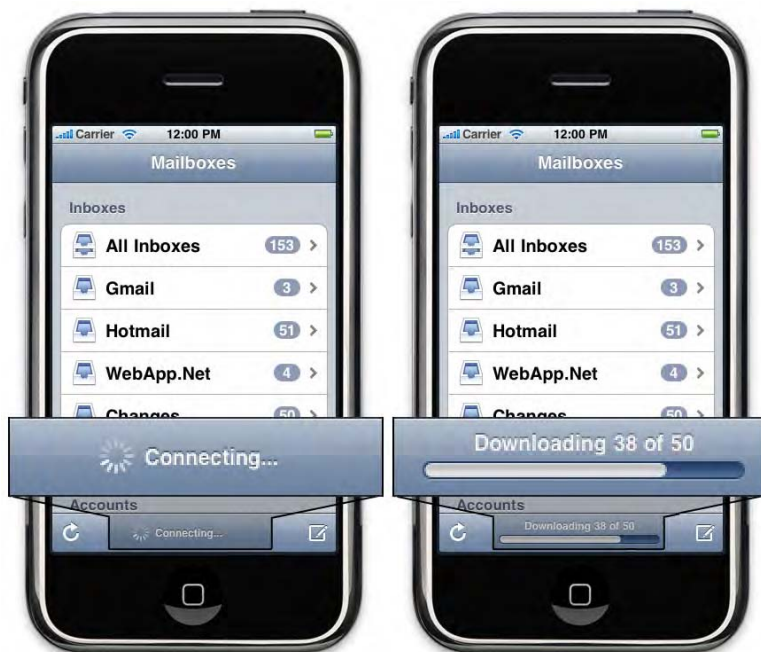 Carrier 12:00 PM
Mailboxes
Inboxes
All Inboxes 153
Gmail 3
Hotmail 51
WebApp.Net 4
Changes 50
Connecting...
Accounts
Connecting...
Carrier 12:00 PM
Mailboxes
Inboxes
All Inboxes 153
Gmail 3
Hotmail 51
WebApp.Net 4
Changes 50
Downloading 38 of 50
Accounts
Downloading 38 of 50